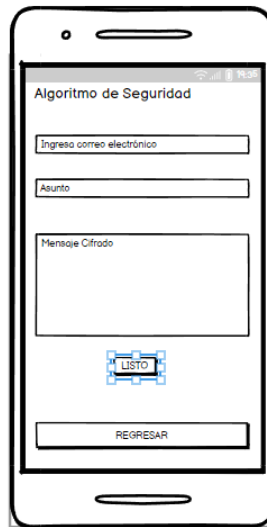 19:35
Algoritmo de Seguridad
Ingresa correo electrónico
Asunto
Mensaje Cifrado
LISTO
REGRESAR